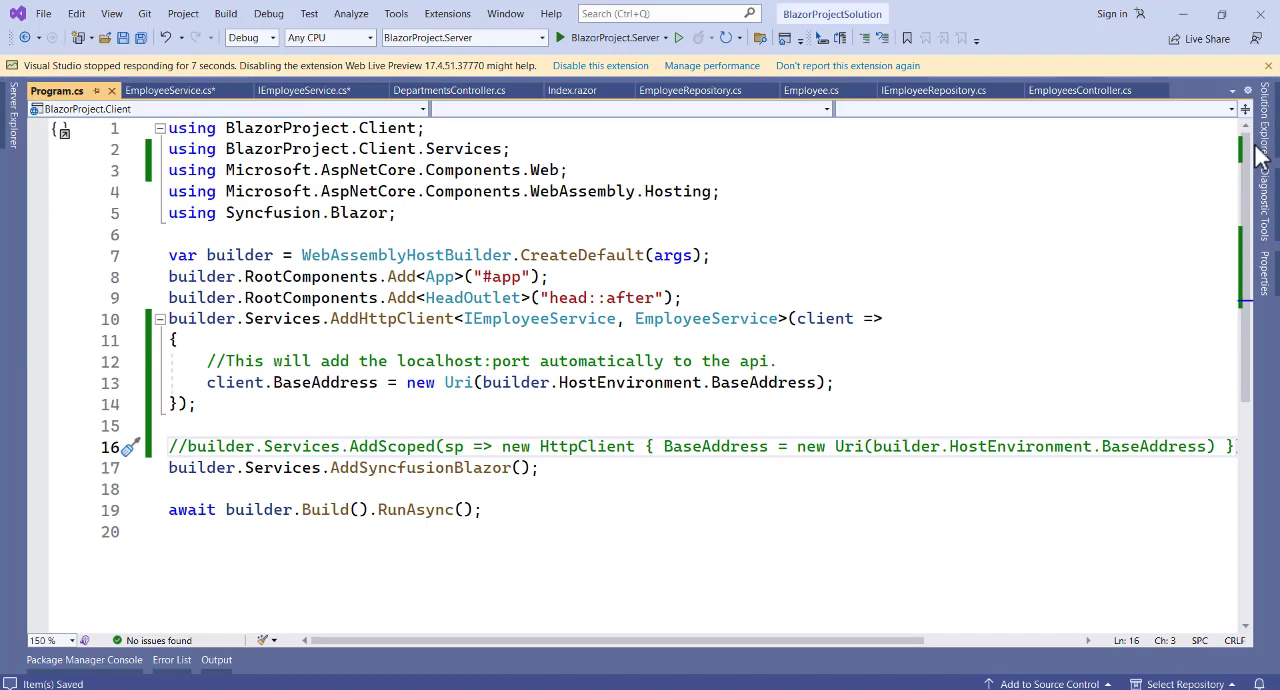 File Edit View Git Project Build Debug Test Analyze Tools Extensions Window Help Search (Ctrl+Q) BlazorProjectSolution Sign in
Debug Any CPU BlazorProject.Server BlazorProject.Server Live Share
Visual Studio stopped responding for 7 seconds. Disabling the extension Web Live Preview 17.4.51.37770 might help. Disable this extension Manage performance Don't report this extension again
Program.cs EmployeeService.cs* IEmployeeService.cs* DepartmentsController.cs Index.razor EmployeeRepository.cs Employee.cs IEmployeeRepository.cs EmployeesController.cs
BlazorProject.Client
1 using BlazorProject.Client;
2 using BlazorProject.Client.Services;
3 using Microsoft.AspNetCore.Components.Web;
4 using Microsoft.AspNetCore.Components.WebAssembly.Hosting;
5 using Syncfusion.Blazor;
6
7 var builder = WebAssemblyHostBuilder.CreateDefault(args);
8 builder.RootComponents.Add<App>("#app");
9 builder.RootComponents.Add<HeadOutlet>("head::after");
10 builder.Services.AddHttpClient<IEmployeeService, EmployeeService>(client =>
11 {
12 //This will add the localhost:port automatically to the api.
13 client.BaseAddress = new Uri(builder.HostEnvironment.BaseAddress);
14 });
15
16 //builder.Services.AddScoped(sp => new HttpClient { BaseAddress = new Uri(builder.HostEnvironment.BaseAddress) }
17 builder.Services.AddSyncfusionBlazor();
18
19 await builder.Build().RunAsync();
20
Server Explorer
Solution Explorer
Diagnostic Tools
Properties
150 % No issues found Ln: 16 Ch: 3 SPC CRLF
Package Manager Console Error List Output
Item(s) Saved Add to Source Control Select Repository